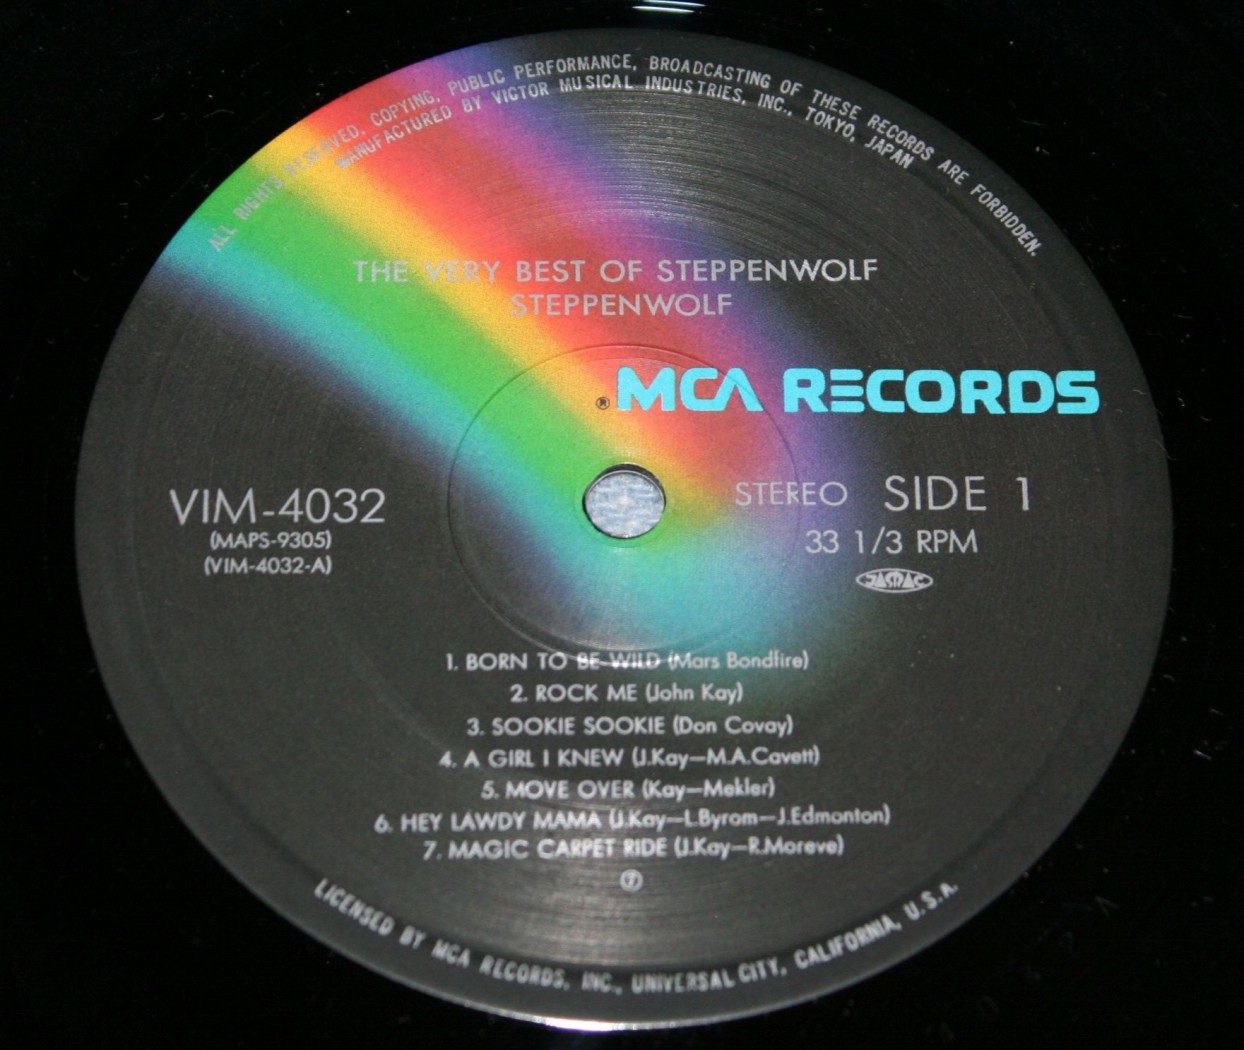 ALL RIGHTS RESERVED. COPYING, PUBLIC PERFORMANCE, BROADCASTING OF THESE RECORDS ARE FORBIDDEN.
MANUFACTURED BY VICTOR MUSICAL INDUSTRIES, INC., TOKYO, JAPAN
THE VERY BEST OF STEPPENWOLF
STEPPENWOLF
® MCA RECORDS
VIM-4032
(MAPS-9305)
(VIM-4032-A)
STEREO SIDE 1
33 1/3 RPM
JASRAC
1. BORN TO BE WILD (Mars Bondfire)
2. ROCK ME (John Kay)
3. SOOKIE SOOKIE (Don Covay)
4. A GIRL I KNEW (J.Kay—M.A.Cavett)
5. MOVE OVER (Kay—Mekler)
6. HEY LAWDY MAMA (J.Kay—L.Byrom—J.Edmonton)
7. MAGIC CARPET RIDE (J.Kay—R.Moreve)
⑦
LICENSED BY MCA RECORDS, INC., UNIVERSAL CITY, CALIFORNIA, U.S.A.